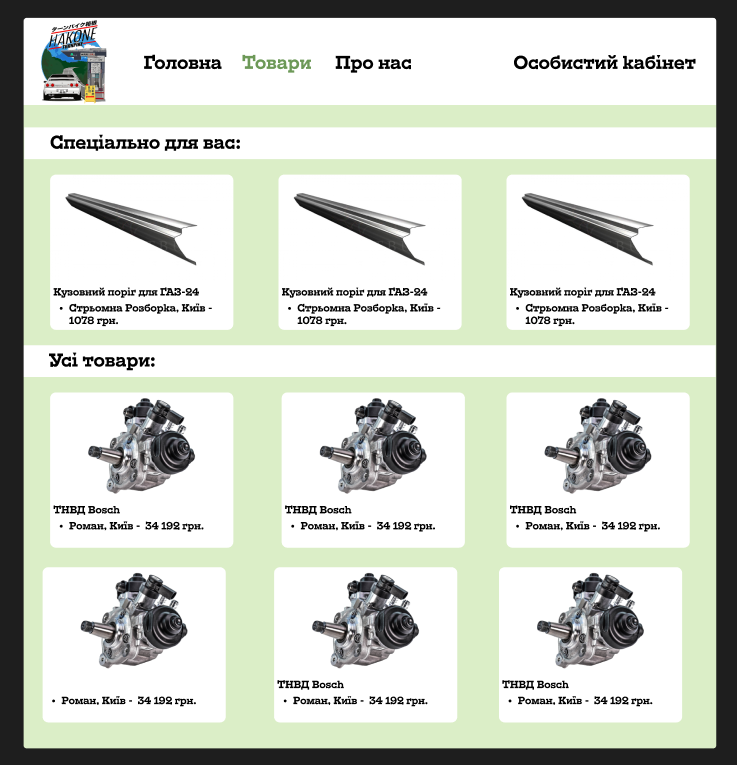 ターンパイク箱根
HAKONE
TURNPIKE
Головна Товари Про нас Особистий кабінет
Спеціально для вас:
Кузовний поріг для ГАЗ-24
• Стрьомна Розборка, Київ - 1078 грн.
Кузовний поріг для ГАЗ-24
• Стрьомна Розборка, Київ - 1078 грн.
Кузовний поріг для ГАЗ-24
• Стрьомна Розборка, Київ - 1078 грн.
Усі товари:
ТНВД Bosch
• Роман, Київ - 34 192 грн.
ТНВД Bosch
• Роман, Київ - 34 192 грн.
ТНВД Bosch
• Роман, Київ - 34 192 грн.
• Роман, Київ - 34 192 грн.
ТНВД Bosch
• Роман, Київ - 34 192 грн.
ТНВД Bosch
• Роман, Київ - 34 192 грн.